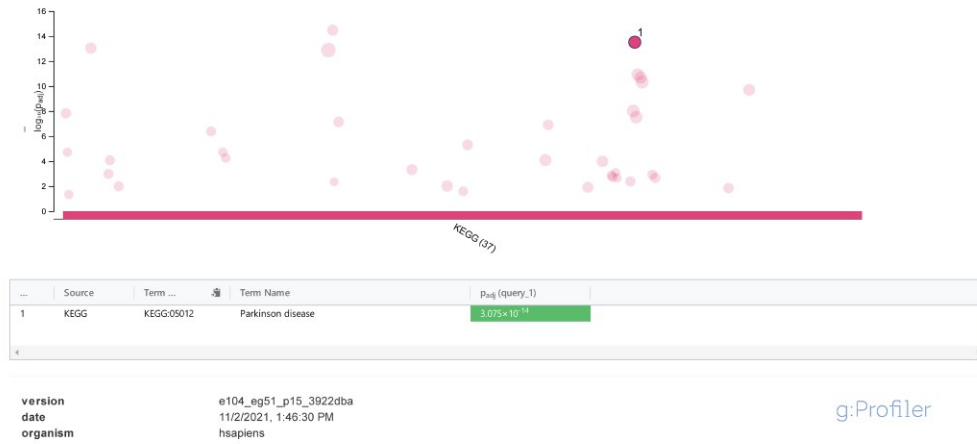 16
14
12
10
8
6
4
2
0
–
log₁₀(pₐdⱼ)
1
KEGG (37)
... Source Term ... Term Name pₐdⱼ (query_1)
1 KEGG KEGG:05012 Parkinson disease 3.075×10⁻¹⁴
version e104_eg51_p15_3922dba
date 11/2/2021, 1:46:30 PM
organism hsapiens
g:Profiler